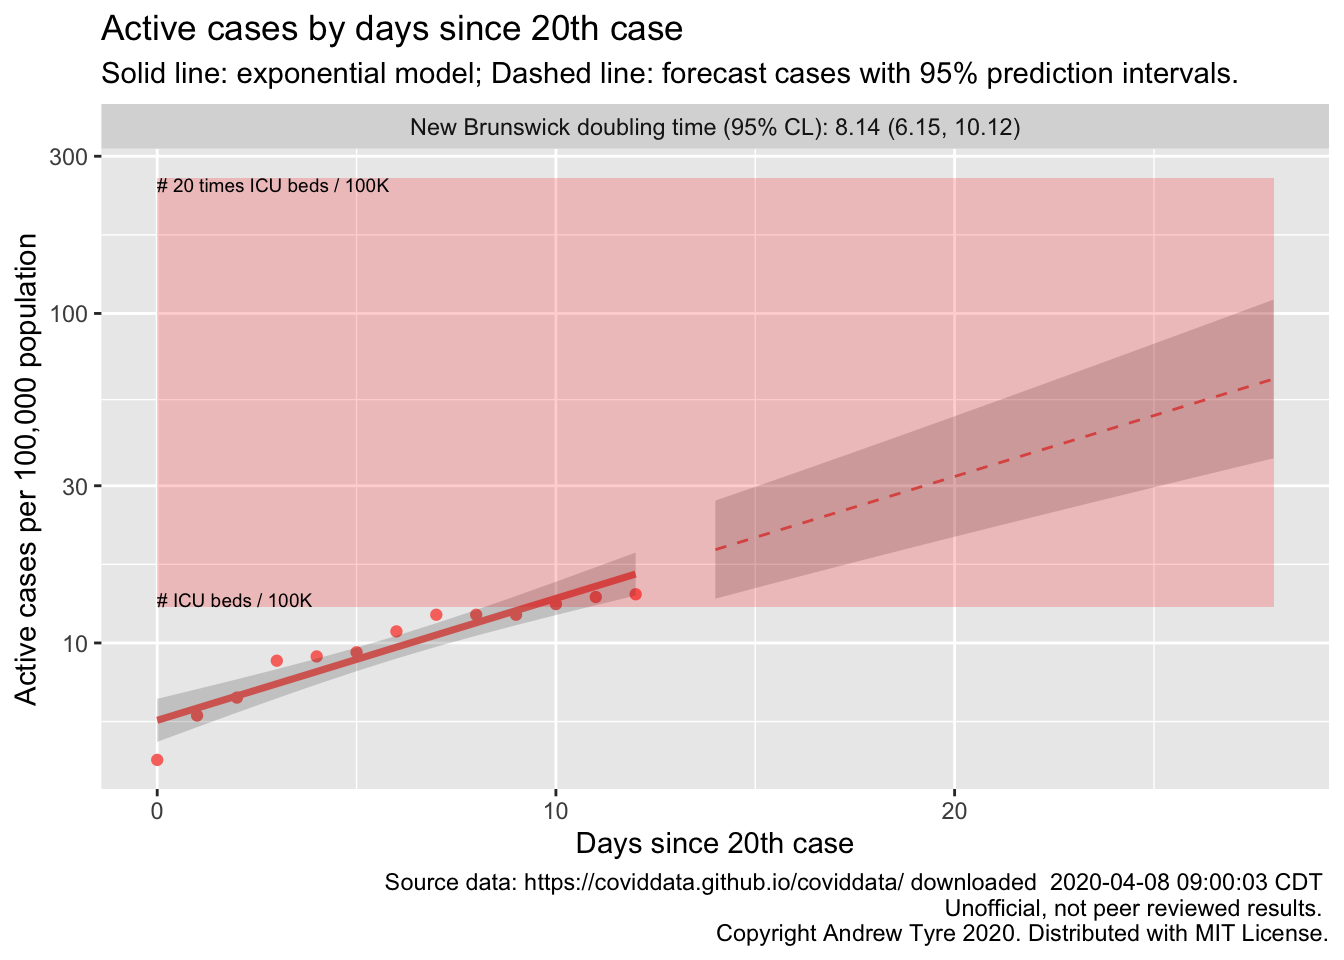 Active cases by days since 20th case
Solid line: exponential model; Dashed line: forecast cases with 95% prediction intervals.
New Brunswick doubling time (95% CL): 8.14 (6.15, 10.12)
300
# 20 times ICU beds / 100K
100
30
# ICU beds / 100K
10
Active cases per 100,000 population
0
10
20
Days since 20th case
Source data: https://coviddata.github.io/coviddata/ downloaded  2020-04-08 09:00:03 CDT
Unofficial, not peer reviewed results.
Copyright Andrew Tyre 2020. Distributed with MIT License.